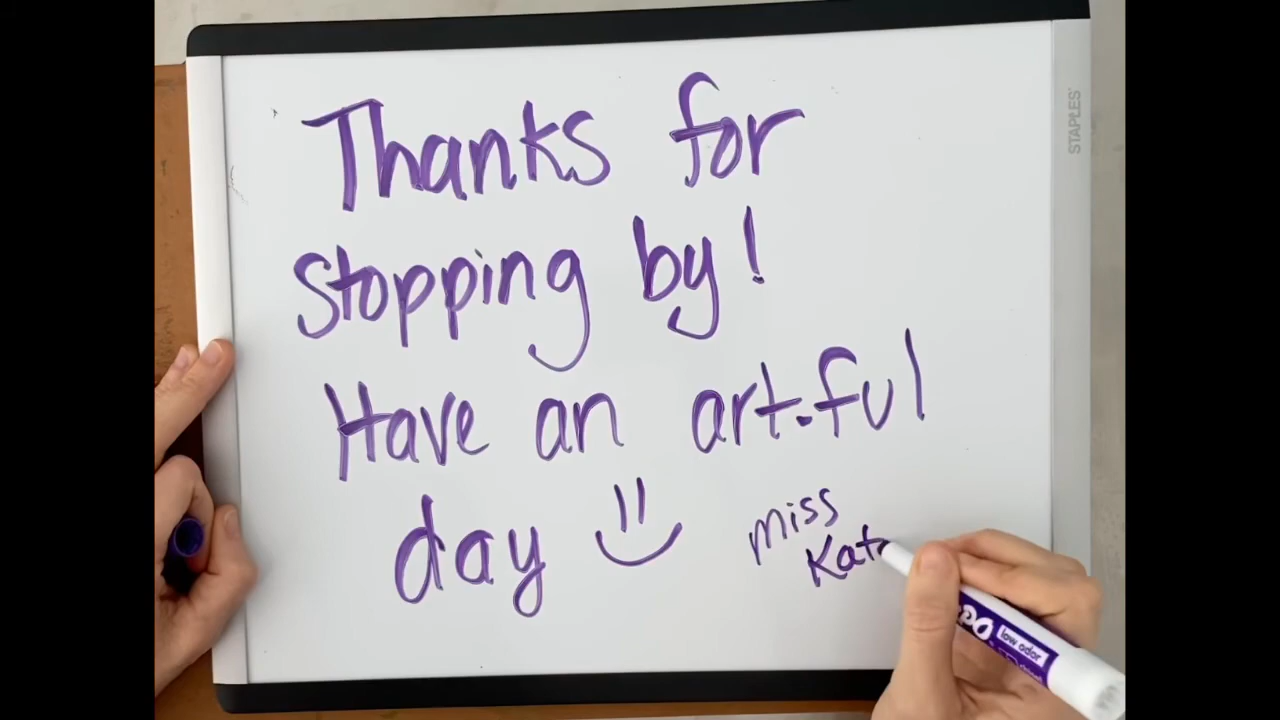 Thanks for
stopping by!
Have an art.ful
day
miss
STAPLES
low odor